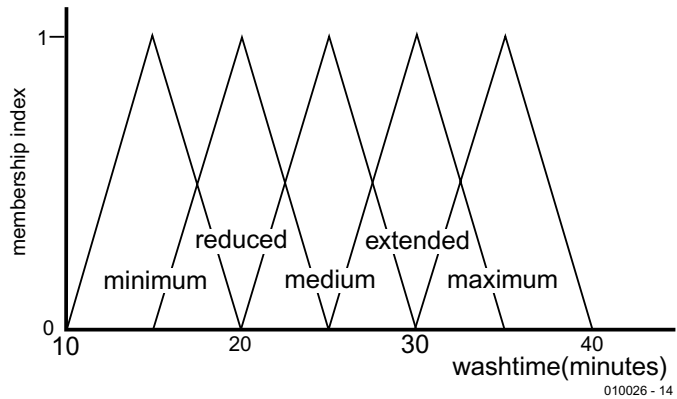 1
membership index
reduced
extended
minimum
medium
maximum
0
10
20
30
40
washtime(minutes)
010026 - 14